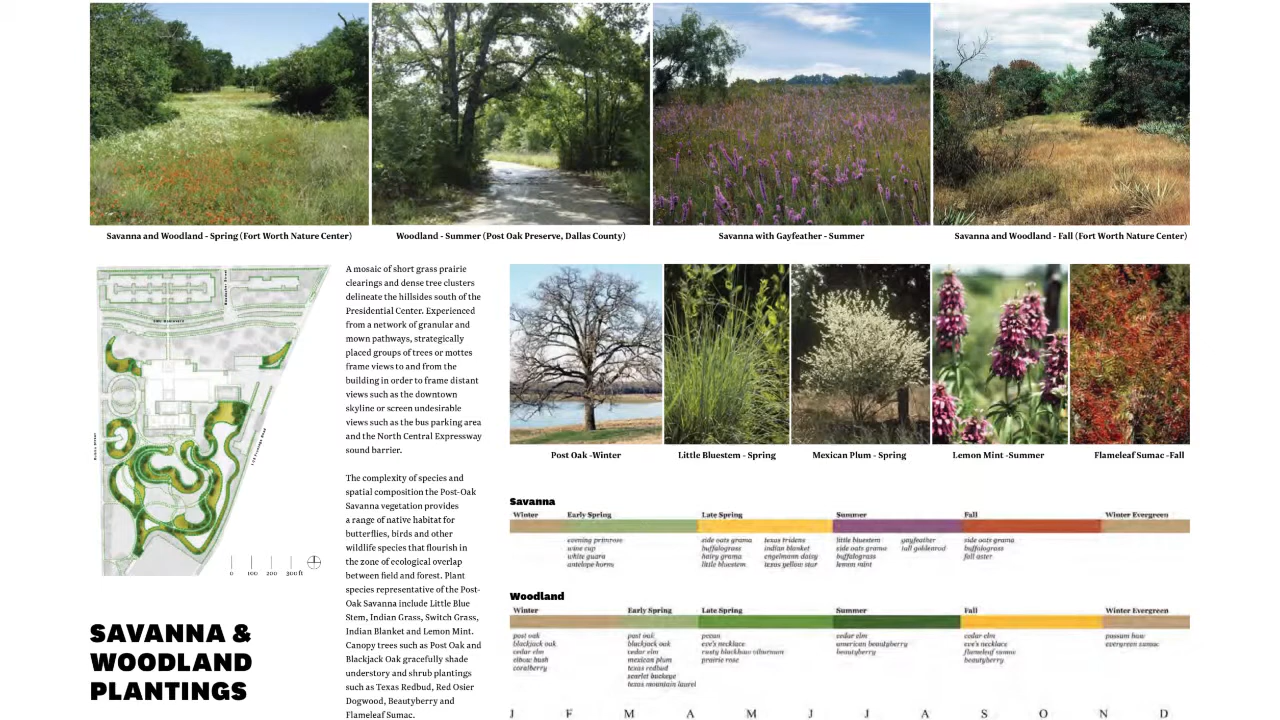 Savanna and Woodland - Spring (Fort Worth Nature Center)
Woodland - Summer (Post Oak Preserve, Dallas County)
Savanna with Gayfeather - Summer
Savanna and Woodland - Fall (Fort Worth Nature Center)
0 100 200 300 ft
SAVANNA &
WOODLAND
PLANTINGS
A mosaic of short grass prairie
clearings and dense tree clusters
delineate the hillsides south of the
Presidential Center. Experienced
from a network of granular and
mown pathways, strategically
placed groups of trees or mottes
frame views to and from the
building in order to frame distant
views such as the downtown
skyline or screen undesirable
views such as the bus parking area
and the North Central Expressway
sound barrier.
The complexity of species and
spatial composition the Post-Oak
Savanna vegetation provides
a range of native habitat for
butterflies, birds and other
wildlife species that flourish in
the zone of ecological overlap
between field and forest. Plant
species representative of the Post-
Oak Savanna include Little Blue
Stem, Indian Grass, Switch Grass,
Indian Blanket and Lemon Mint.
Canopy trees such as Post Oak and
Blackjack Oak gracefully shade
understory and shrub plantings
such as Texas Redbud, Red Osier
Dogwood, Beautyberry and
Flameleaf Sumac.
Post Oak -Winter
Little Bluestem - Spring
Mexican Plum - Spring
Lemon Mint -Summer
Flameleaf Sumac -Fall
Savanna
Winter
Early Spring
Late Spring
Summer
Fall
Winter Evergreen
evening primrose
wine cup
white guara
antelope horns
side oats grama
buffalograss
hairy grama
little bluestem
texas tridens
indian blanket
engelmann daisy
texas yellow star
little bluestem
side oats grama
buffalograss
lemon mint
gayfeather
tall goldenrod
side oats grama
buffalograss
fall aster
Woodland
Winter
Early Spring
Late Spring
Summer
Fall
Winter Evergreen
post oak
blackjack oak
cedar elm
elbow bush
coralberry
post oak
blackjack oak
cedar elm
mexican plum
texas redbud
scarlet buckeye
texas mountain laurel
pecan
eve's necklace
rusty blackhaw viburnum
prairie rose
cedar elm
american beautyberry
beautyberry
cedar elm
eve's necklace
flameleaf sumac
beautyberry
possum haw
evergreen sumac
J F M A M J J A S O N D